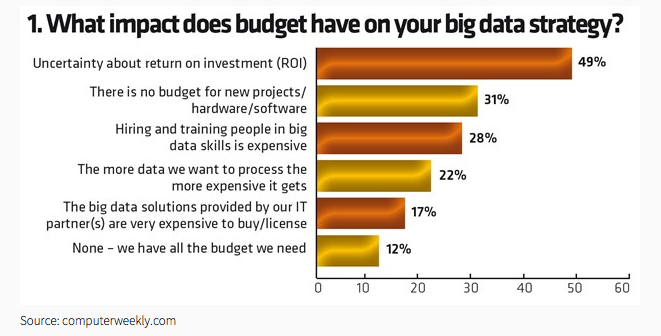 1. What impact does budget have on your big data strategy?
Uncertainty about return on investment (ROI)
49%
There is no budget for new projects/
hardware/software
31%
Hiring and training people in big
data skills is expensive
28%
The more data we want to process the
more expensive it gets
22%
The big data solutions provided by our IT
partner(s) are very expensive to buy/license
17%
None – we have all the budget we need
12%
0 10 20 30 40 50 60
Source: computerweekly.com